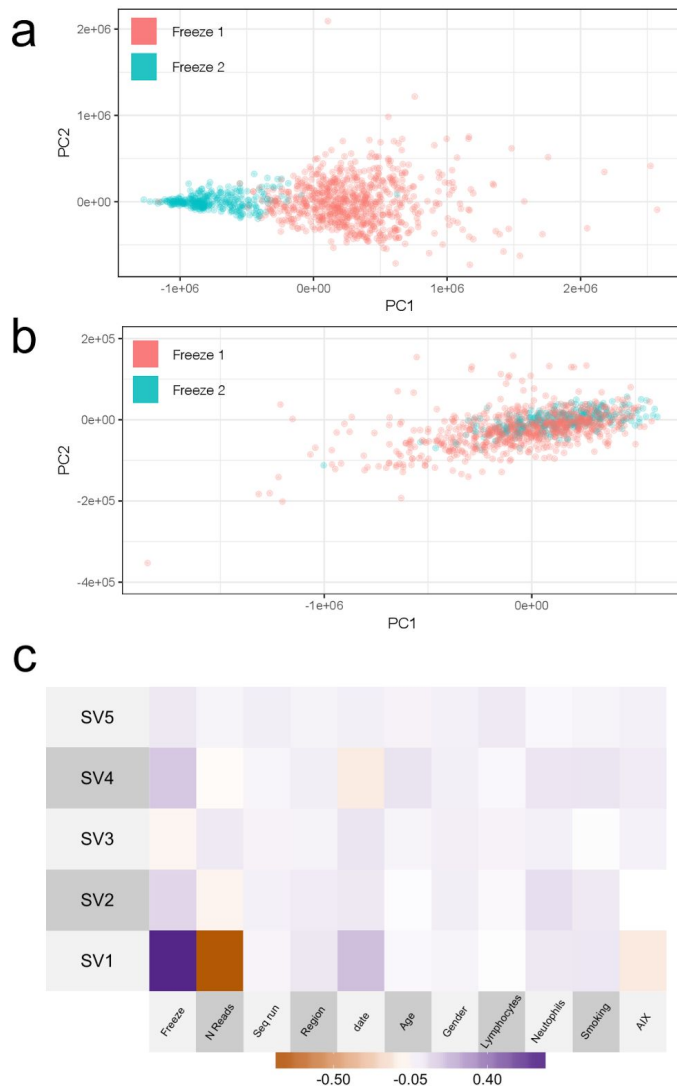 a
Freeze 1
Freeze 2
2e+06
1e+06
0e+00
PC2
-1e+06 0e+00 1e+06 2e+06
PC1
b
Freeze 1
Freeze 2
2e+05
0e+00
-2e+05
-4e+05
PC2
-1e+06 0e+00
PC1
c
SV5
SV4
SV3
SV2
SV1
Freeze N Reads Seq run Region date Age Gender Lymphocytes Neutophils Smoking AIX
-0.50 -0.05 0.40